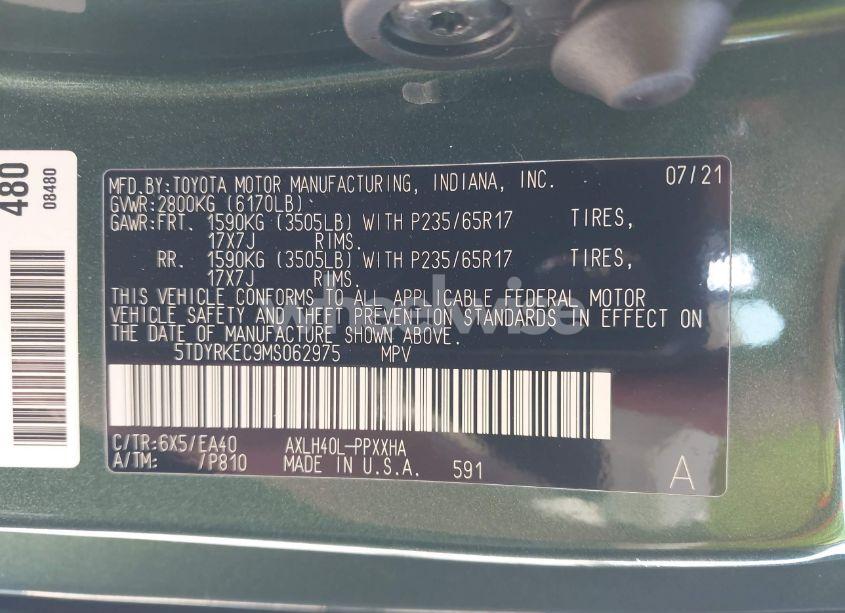 480
08480
MFD.BY:TOYOTA MOTOR MANUFACTURING, INDIANA, INC. 07/21
GVWR:2800KG (6170LB)
GAWR:FRT. 1590KG (3505LB) WITH P235/65R17 TIRES,
17X7J RIMS.
RR. 1590KG (3505LB) WITH P235/65R17 TIRES,
17X7J RIMS.
THIS VEHICLE CONFORMS TO ALL APPLICABLE FEDERAL MOTOR
VEHICLE SAFETY AND THEFT PREVENTION STANDARDS IN EFFECT ON
THE DATE OF MANUFACTURE SHOWN ABOVE.
5TDYRKEC9MS062975 MPV
C/TR:6X5/EA40 AXLH40L-PPXXHA
A/TM: /P810 MADE IN U.S.A. 591 A
wheelwise